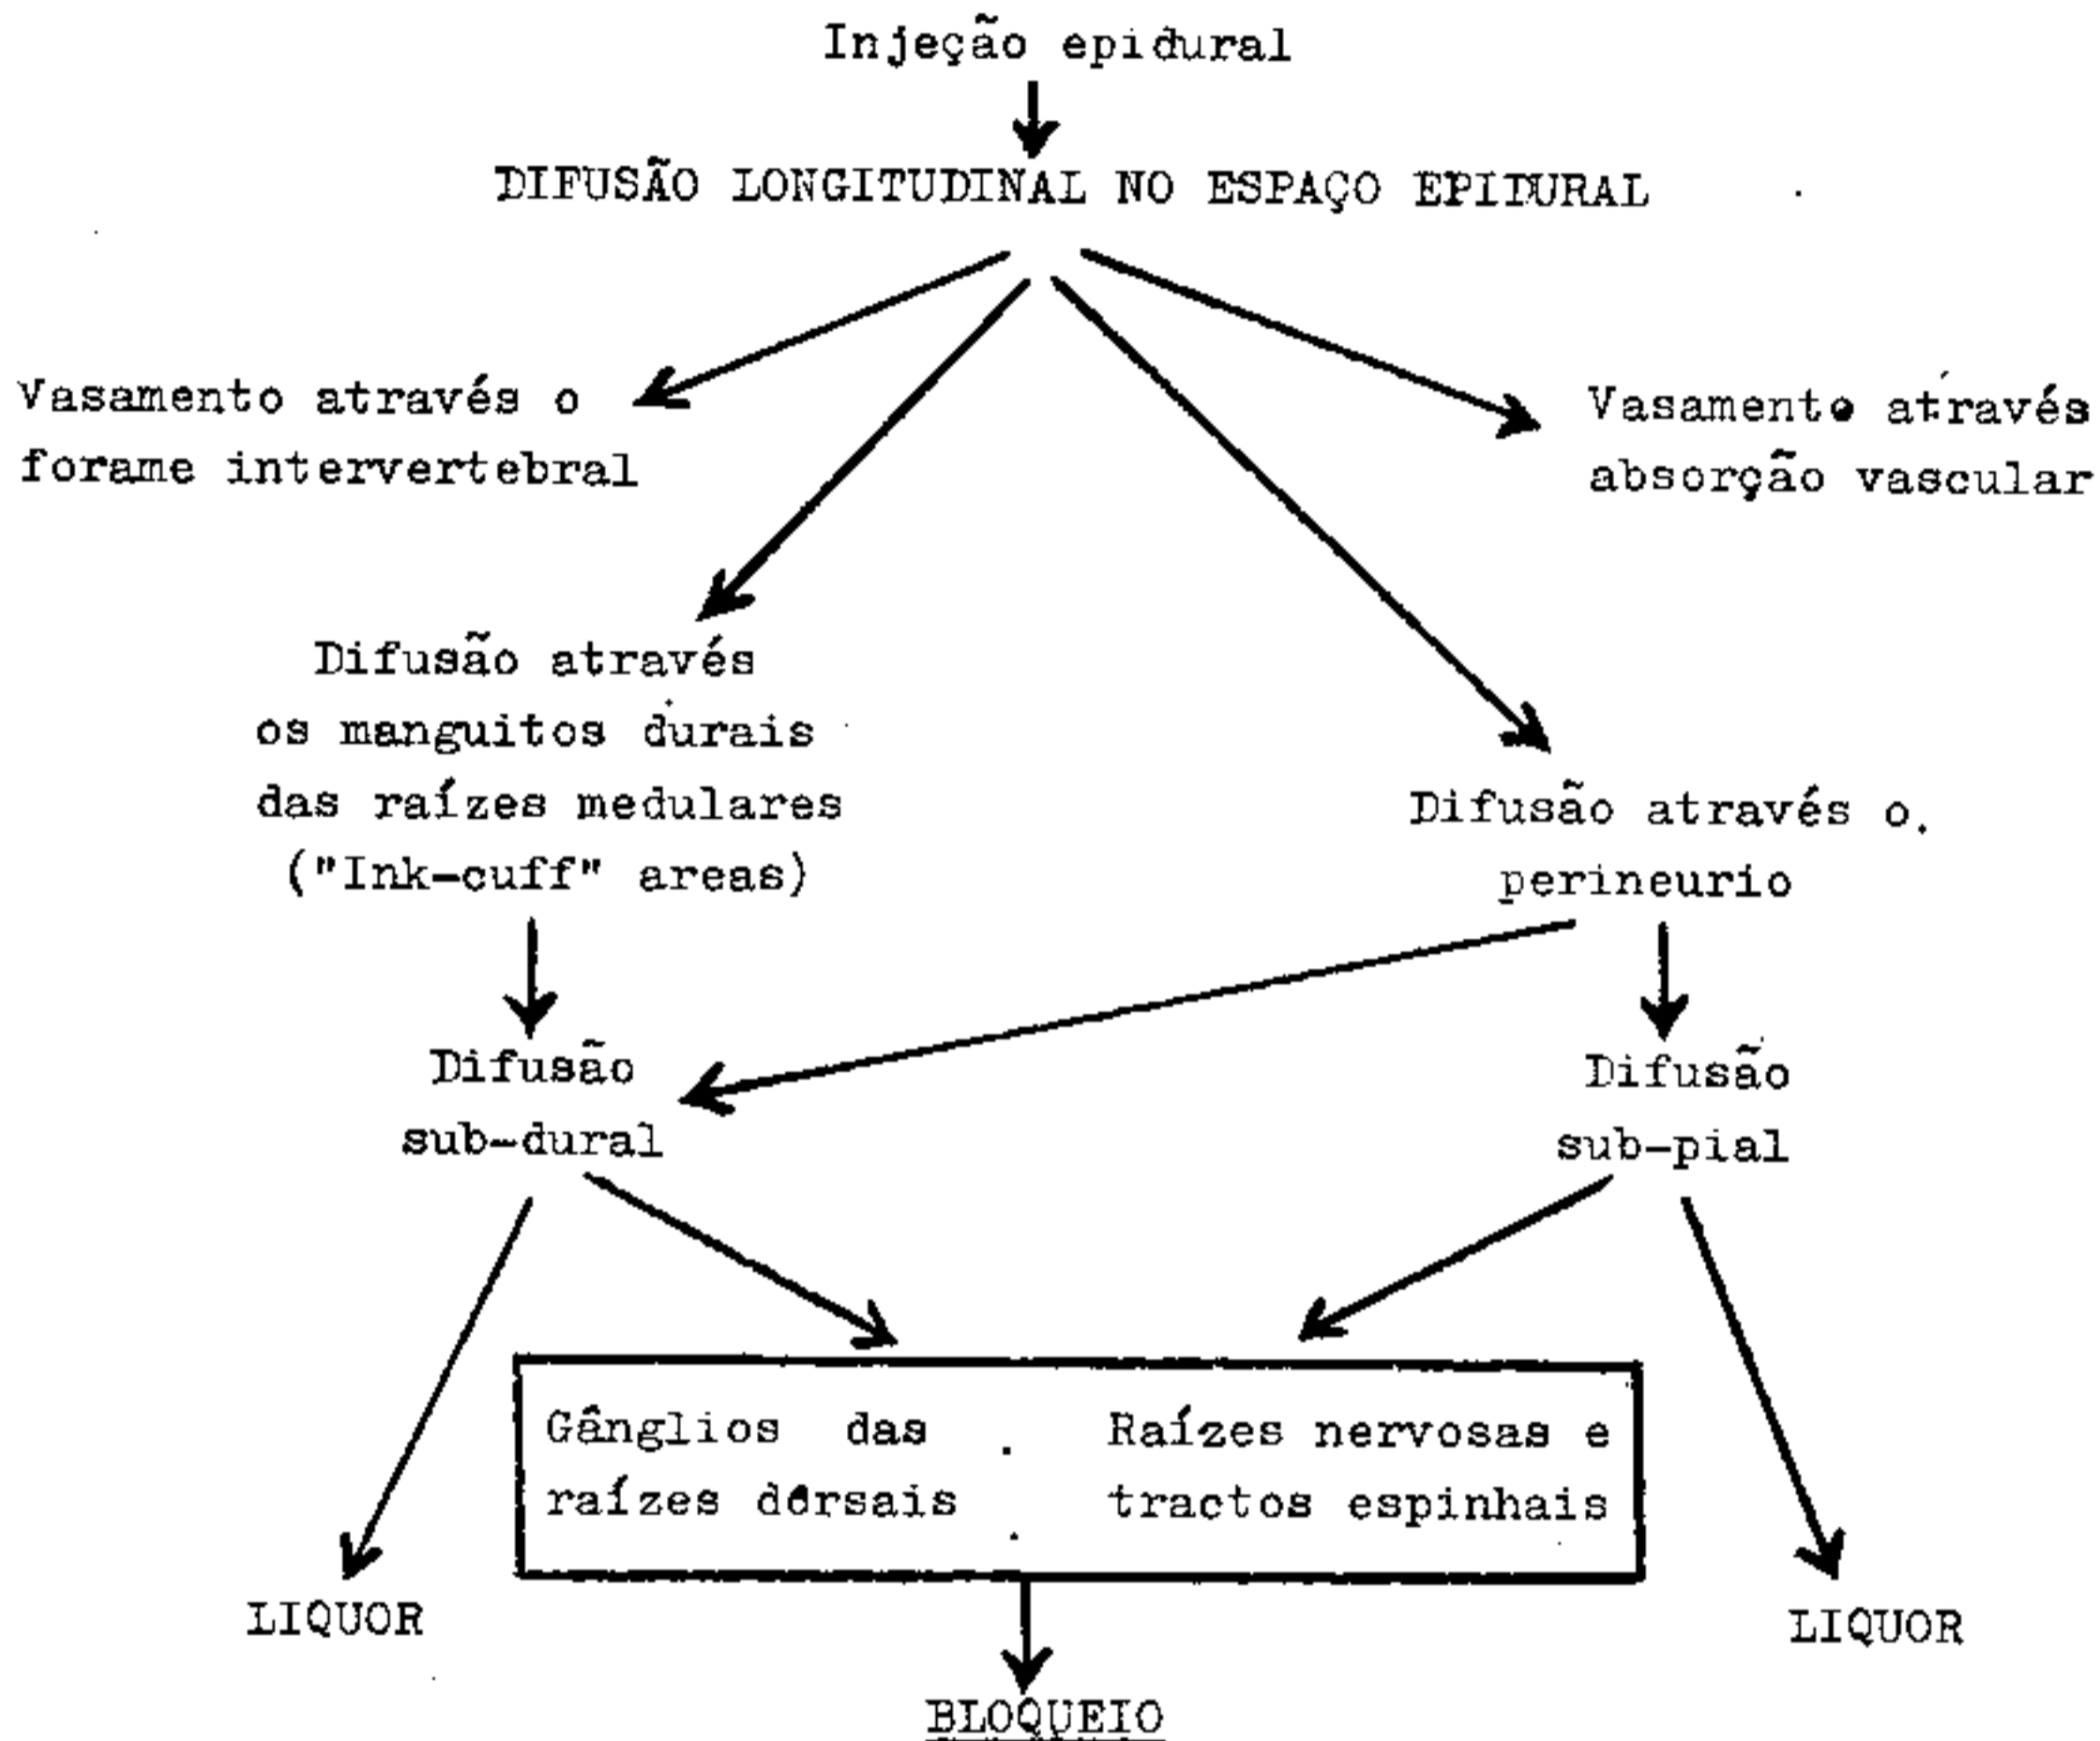 Injeção epidural
DIFUSÃO LONGITUDINAL NO ESPAÇO EPIDURAL
Vasamento através o
forame intervertebral
Vasamento através
absorção vascular
Difusão através
os manguitos durais
das raízes medulares
("Ink-cuff" areas)
Difusão através o.
perineurio
Difusão
sub-dural
Difusão
sub-pial
Gânglios das
raízes dorsais
Raízes nervosas e
tractos espinhais
LIQUOR
LIQUOR
BLOQUEIO